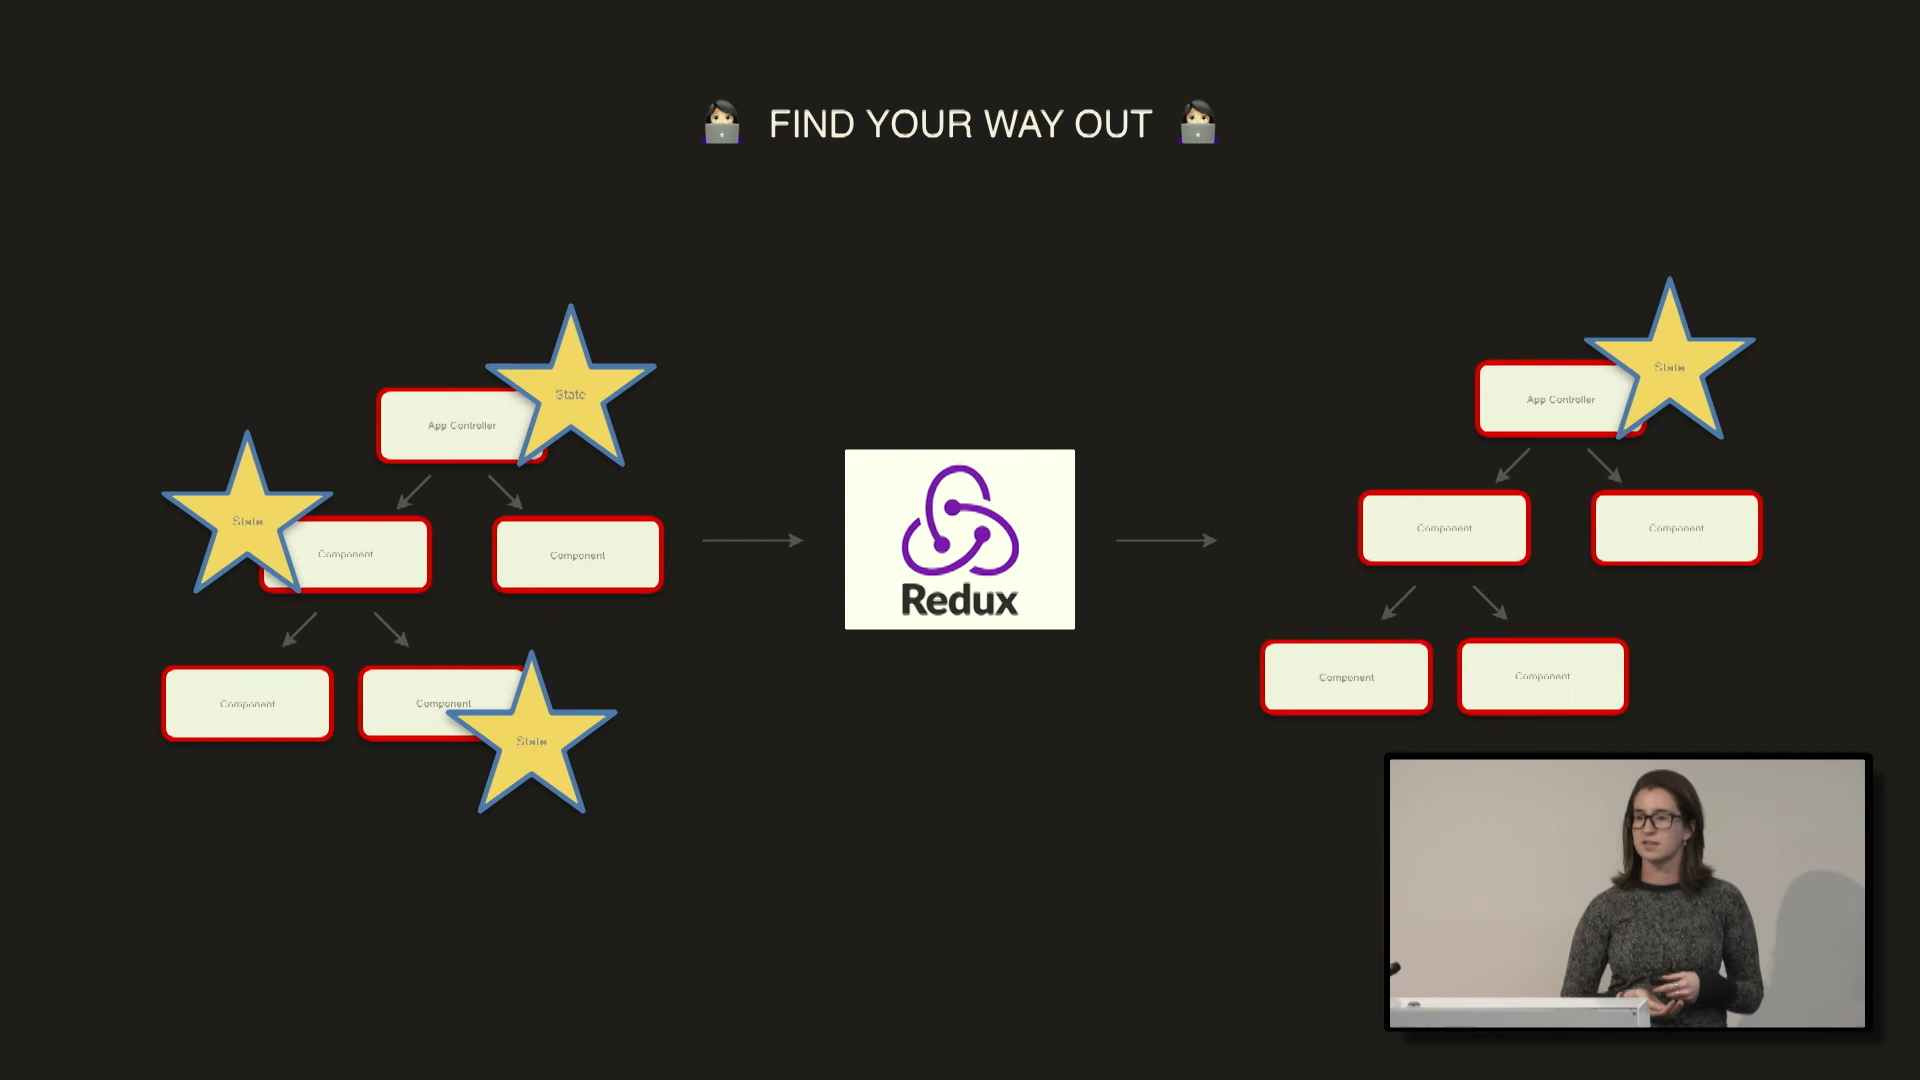 FIND YOUR WAY OUT
State
App Controller
State
Component
Component
Component
Component
State
Redux
State
App Controller
Component
Component
Component
Component